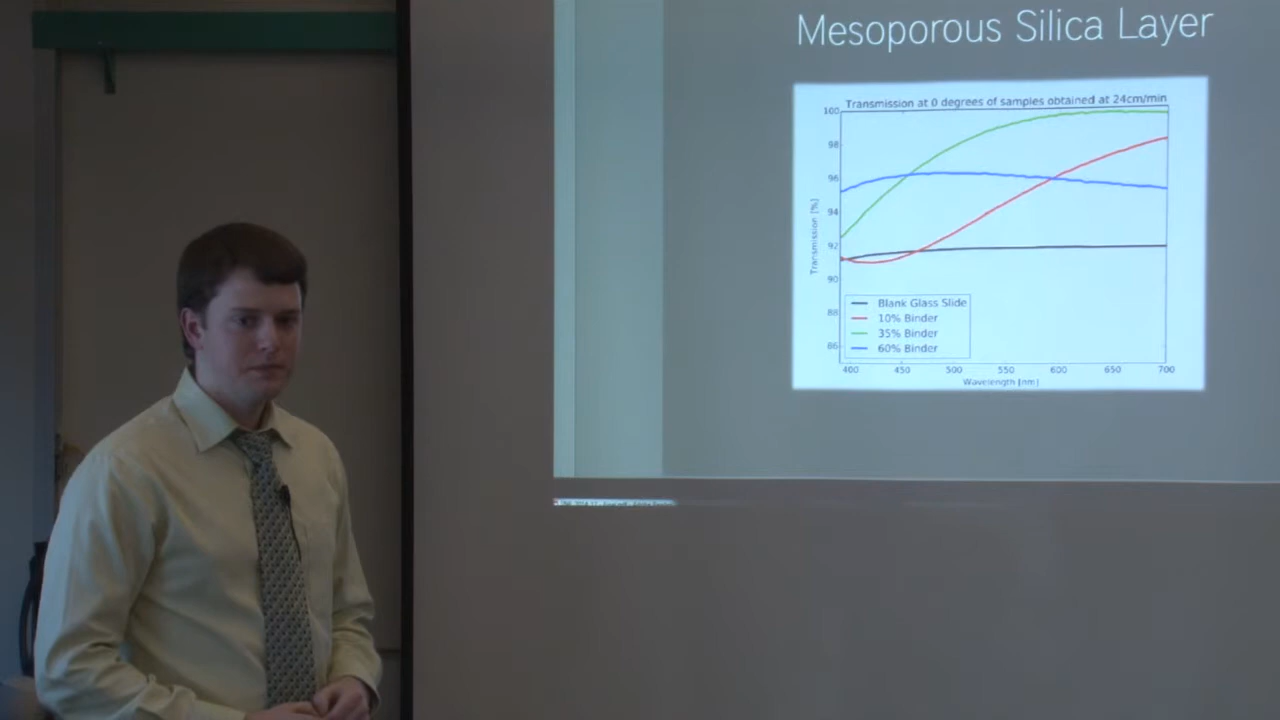 Mesoporous Silica Layer
Transmission at 0 degrees of samples obtained at 24cm/min
100
98
96
94
92
90
88
86
Transmission [%]
Blank Glass Slide
10% Binder
35% Binder
60% Binder
400 450 500 550 600 650 700
Wavelength [nm]